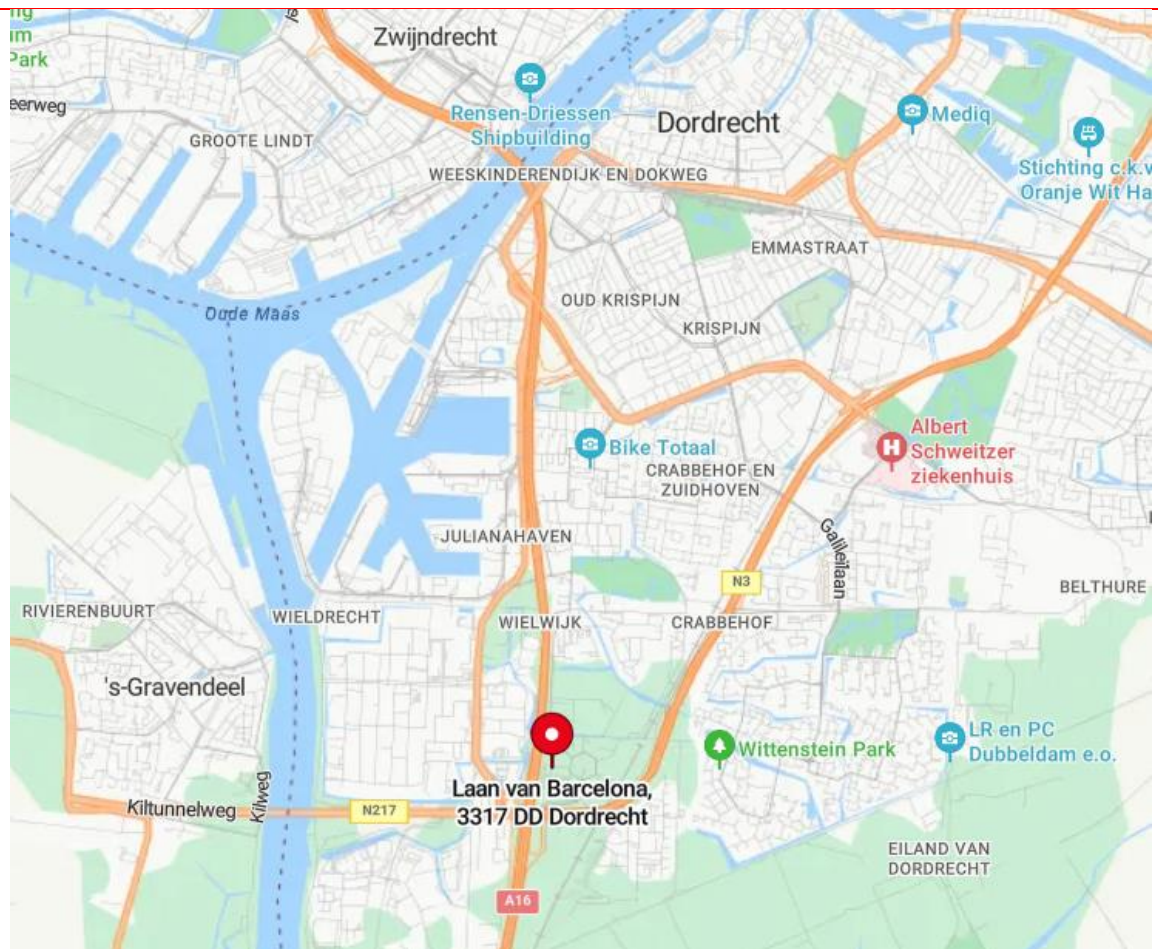 ng
um
Park
Zwijndrecht
eerweg
Rensen-Driessen
Shipbuilding
Dordrecht
Mediq
GROOTE LINDT
Stichting c.k.v
Oranje Wit Ha
WEESKINDERENDIJK EN DOKWEG
EMMASTRAAT
OUD KRISPIJN
Oude Maas
KRISPIJN
Bike Totaal
Albert
Schweitzer
ziekenhuis
CRABBEHOF EN
ZUIDHOVEN
JULIANAHAVEN
Galileïlaan
N3
BELTHURE
RIVIERENBUURT
WIELDRECHT
WIELWIJK
CRABBEHOF
's-Gravendeel
Wittenstein Park
LR en PC
Dubbeldam e.o.
Laan van Barcelona,
3317 DD Dordrecht
Kiltunnelweg
Kilweg
N217
EILAND VAN
DORDRECHT
A16